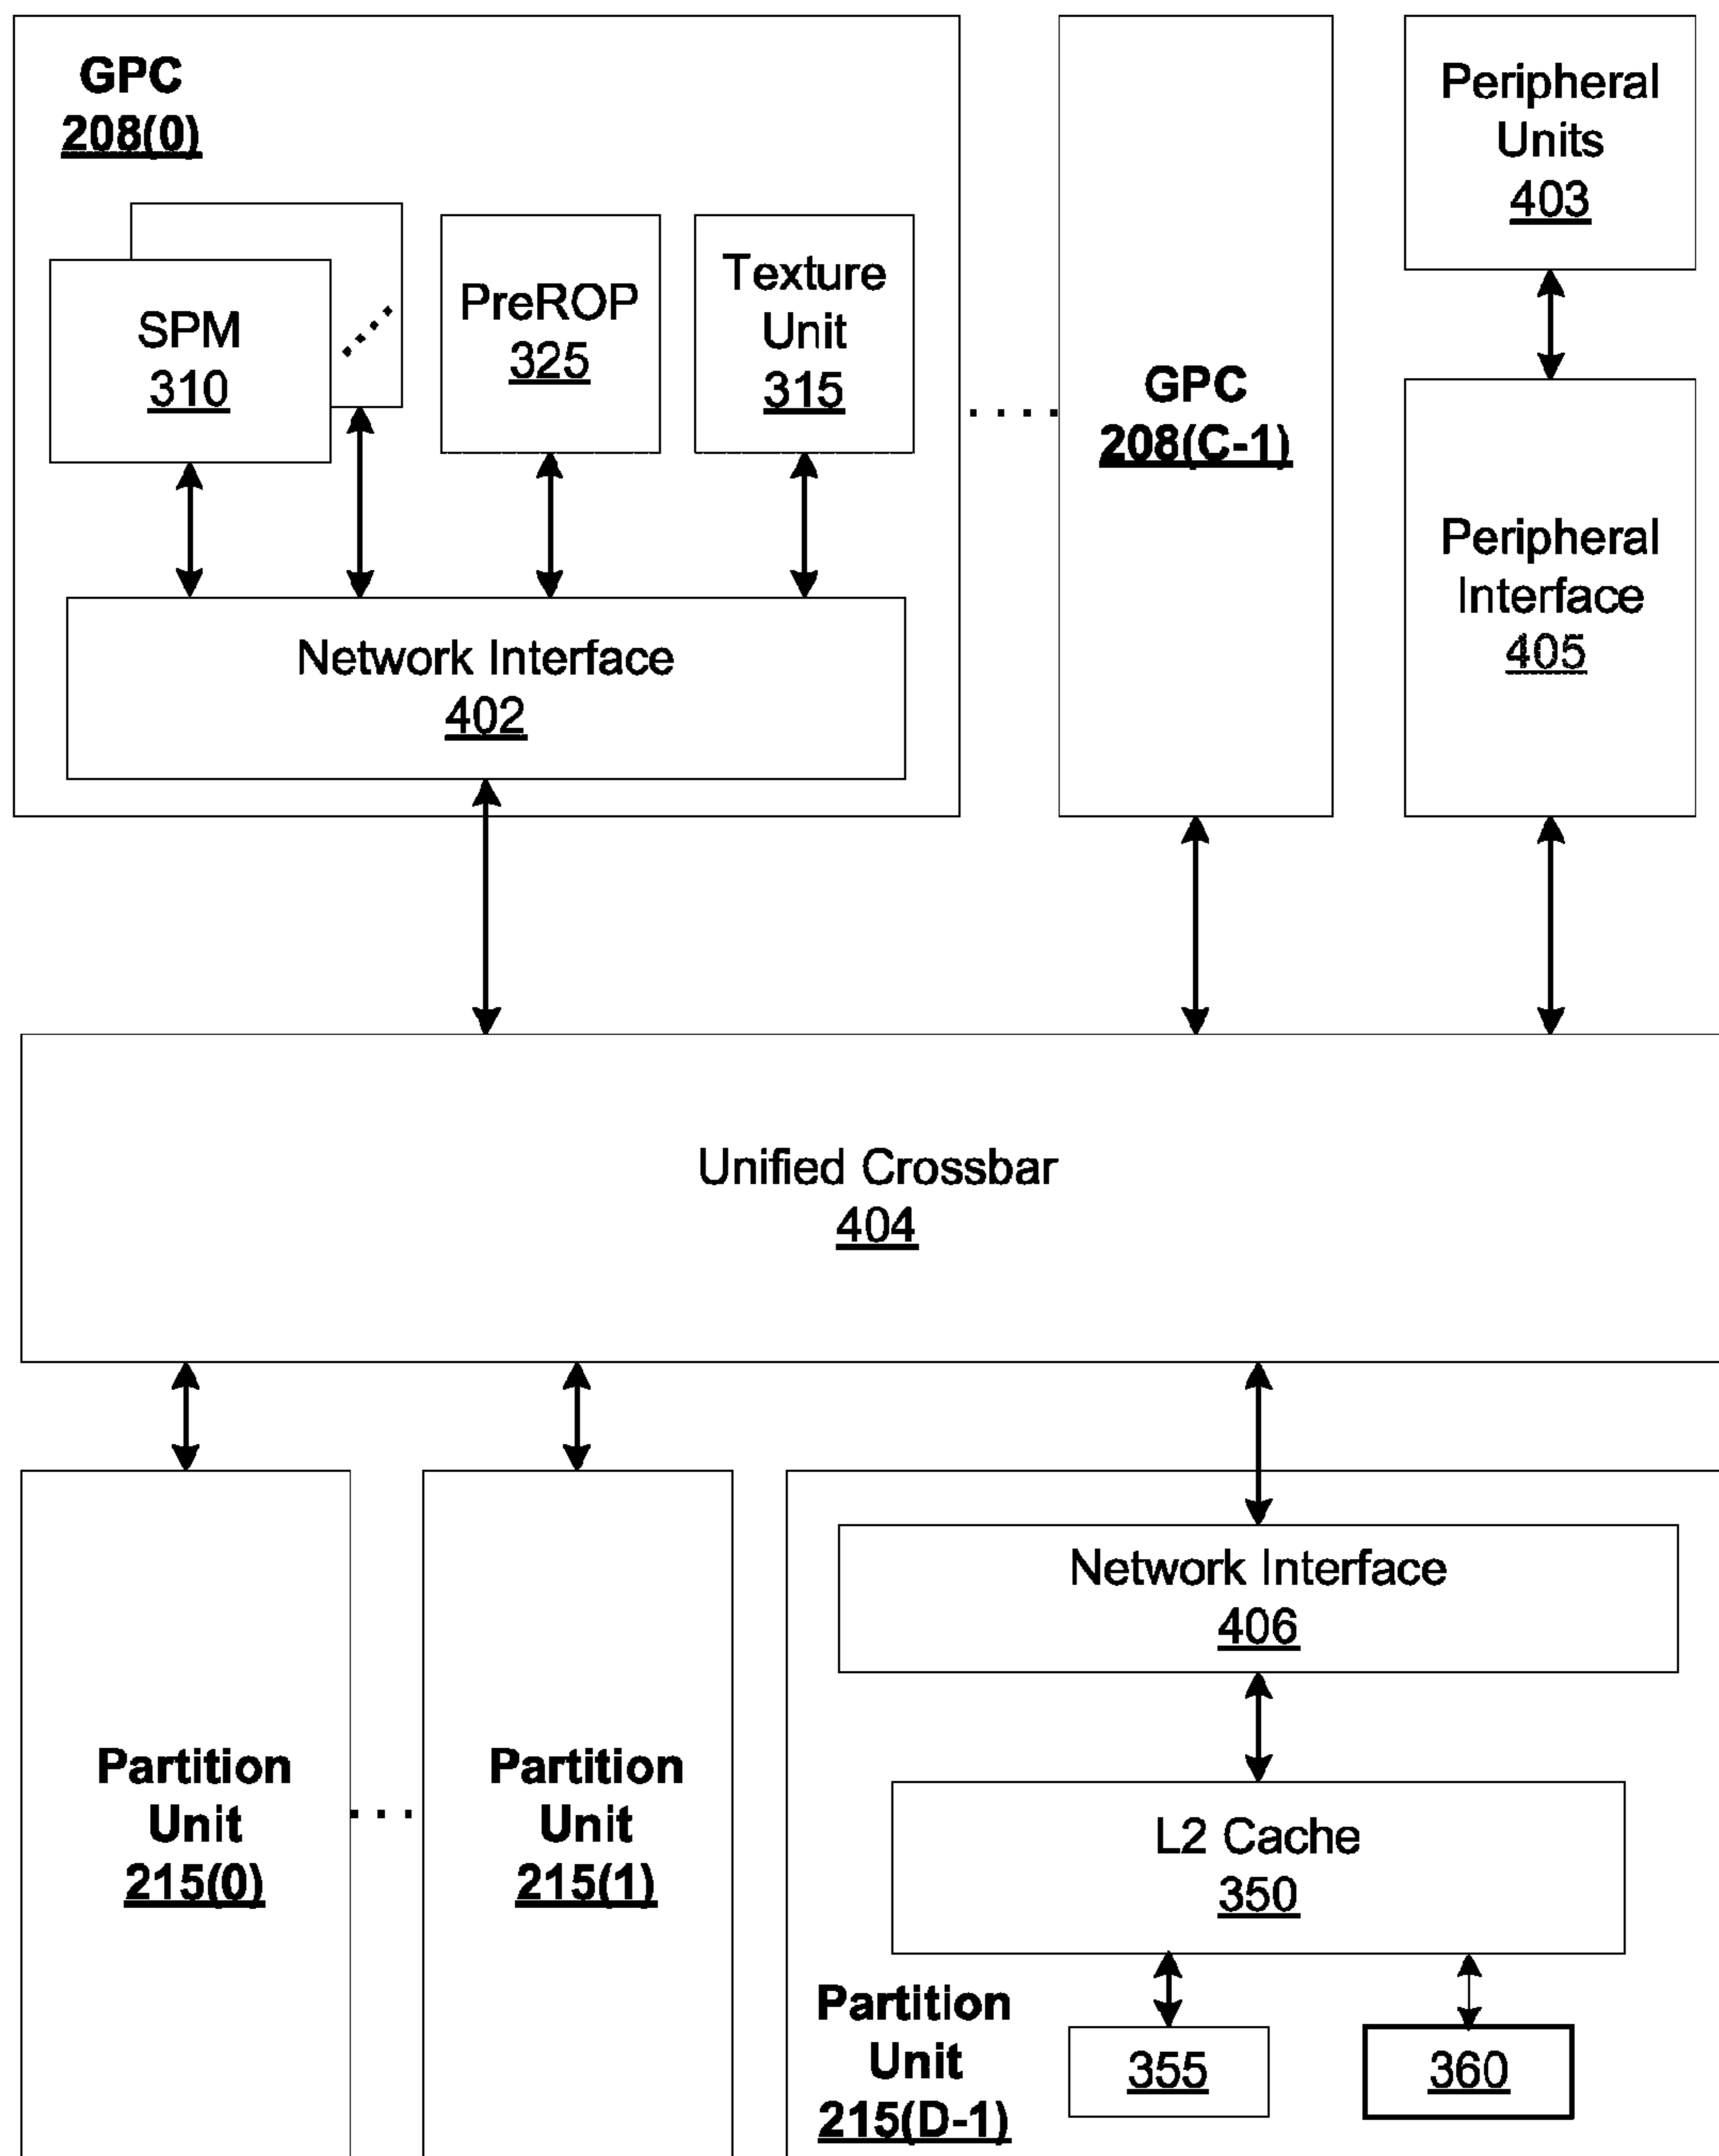 GPC
208(0)
SPM
310
PreROP
325
Texture
Unit
315
Network Interface
402
GPC
208(C-1)
Peripheral
Units
403
Peripheral
Interface
405
Unified Crossbar
404
Partition
Unit
215(0)
Partition
Unit
215(1)
Network Interface
406
L2 Cache
350
Partition
Unit
215(D-1)
355
360